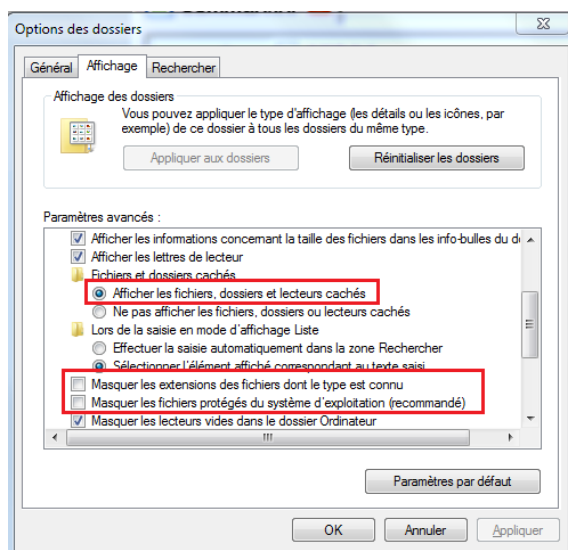 Options des dossiers
Général Affichage Rechercher
Affichage des dossiers
Vous pouvez appliquer le type d'affichage (les détails ou les icônes, par
exemple) de ce dossier à tous les dossiers du même type.
Appliquer aux dossiers Réinitialiser les dossiers
Paramètres avancés :
Afficher les informations concernant la taille des fichiers dans les info-bulles du
Afficher les lettres de lecteur
Fichiers et dossiers cachés
Afficher les fichiers, dossiers et lecteurs cachés
Ne pas afficher les fichiers, dossiers ou lecteurs cachés
Lors de la saisie en mode d'affichage Liste
Effectuer la saisie automatiquement dans la zone Rechercher
Sélectionner l'élément affiché correspondant au texte saisi
Masquer les extensions des fichiers dont le type est connu
Masquer les fichiers protégés du système d'exploitation (recommandé)
Masquer les lecteurs vides dans le dossier Ordinateur
Paramètres par défaut
OK Annuler Appliquer